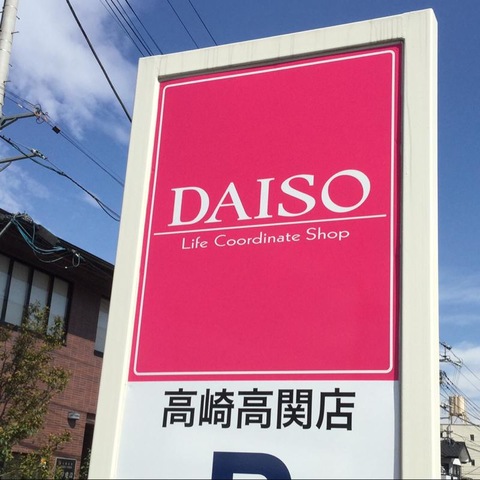 DAISO
Life Coordinate Shop
高崎高関店
P